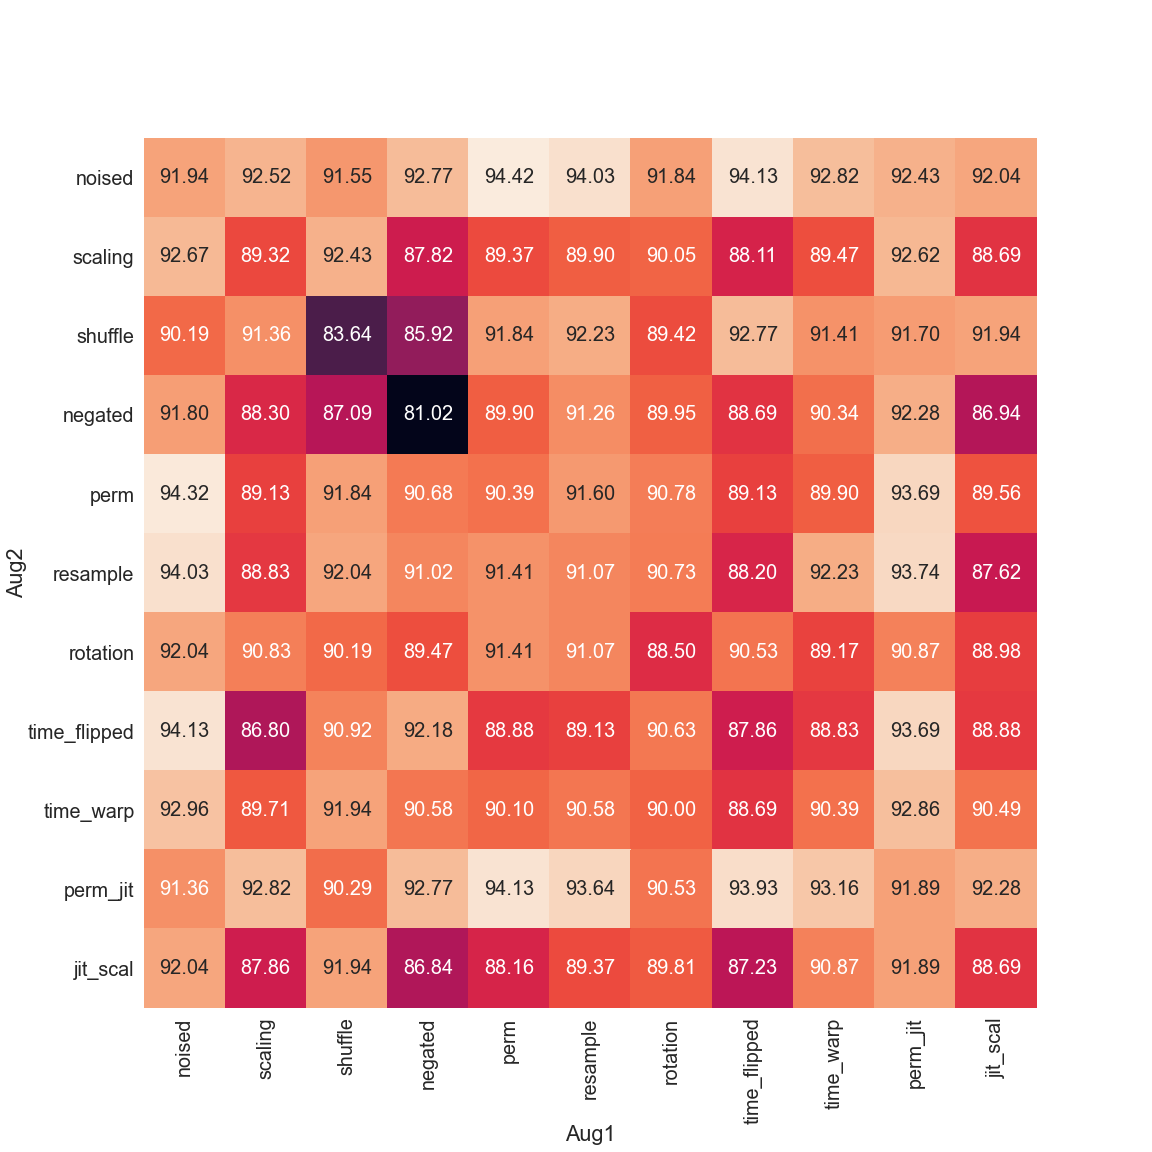 noised 91.94 92.52 91.55 92.77 94.42 94.03 91.84 94.13 92.82 92.43 92.04
scaling 92.67 89.32 92.43 87.82 89.37 89.90 90.05 88.11 89.47 92.62 88.69
shuffle 90.19 91.36 83.64 85.92 91.84 92.23 89.42 92.77 91.41 91.70 91.94
negated 91.80 88.30 87.09 81.02 89.90 91.26 89.95 88.69 90.34 92.28 86.94
perm 94.32 89.13 91.84 90.68 90.39 91.60 90.78 89.13 89.90 93.69 89.56
resample 94.03 88.83 92.04 91.02 91.41 91.07 90.73 88.20 92.23 93.74 87.62
rotation 92.04 90.83 90.19 89.47 91.41 91.07 88.50 90.53 89.17 90.87 88.98
time_flipped 94.13 86.80 90.92 92.18 88.88 89.13 90.63 87.86 88.83 93.69 88.88
time_warp 92.96 89.71 91.94 90.58 90.10 90.58 90.00 88.69 90.39 92.86 90.49
perm_jit 91.36 92.82 90.29 92.77 94.13 93.64 90.53 93.93 93.16 91.89 92.28
jit_scal 92.04 87.86 91.94 86.84 88.16 89.37 89.81 87.23 90.87 91.89 88.69
noised scaling shuffle negated perm resample rotation time_flipped time_warp perm_jit jit_scal
Aug1
Aug2